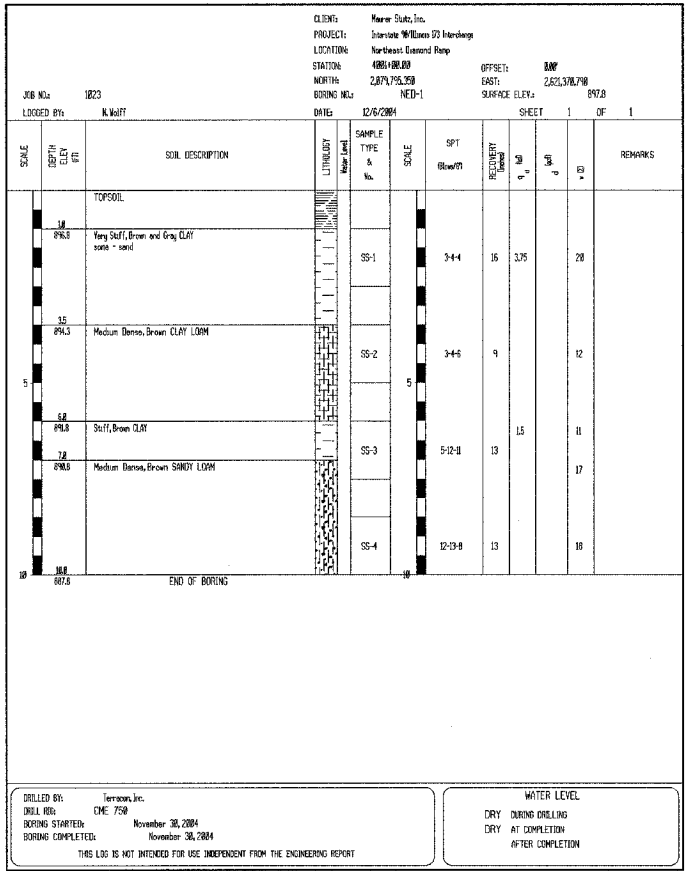 CLIENT: Maurer Stutz, Inc.
PROJECT: Interstate 90/Illinois 173 Interchange
LOCATION: Northeast Diamond Ramp
STATION: 4001+00.00 OFFSET: 0.00'
NORTH: 2,079,795.350 EAST: 2,621,370.790
JOB NO.: 1023 BORING NO.: NED-1 SURFACE ELEV.: 897.8
LOGGED BY: N. Wolff DATE: 12/6/2004 SHEET 1 OF 1
SCALE
DEPTH ELEV (FT)
SOIL DESCRIPTION
LITHOLOGY
Water Level
SAMPLE TYPE & No.
SCALE
SPT (Blows/6")
RECOVERY (Inches)
q u (tsf)
d (pcf)
w (%)
REMARKS
TOPSOIL
1.0
896.8 Very Stiff, Brown and Gray CLAY
some - sand
SS-1 3-4-4 16 3.75 20
3.5
894.3 Medium Dense, Brown CLAY LOAM
SS-2 3-4-6 9 12
5 5
6.0
891.8 Stiff, Brown CLAY 1.5 11
SS-3 5-12-11 13
7.0
890.8 Medium Dense, Brown SANDY LOAM 17
SS-4 12-13-8 13 18
10 10.0 10
887.8 END OF BORING
DRILLED BY: Terracon, Inc.
DRILL RIG: CME 750
BORING STARTED: November 30, 2004
BORING COMPLETED: November 30, 2004
THIS LOG IS NOT INTENDED FOR USE INDEPENDENT FROM THE ENGINEERING REPORT
WATER LEVEL
DRY DURING DRILLING
DRY AT COMPLETION
AFTER COMPLETION